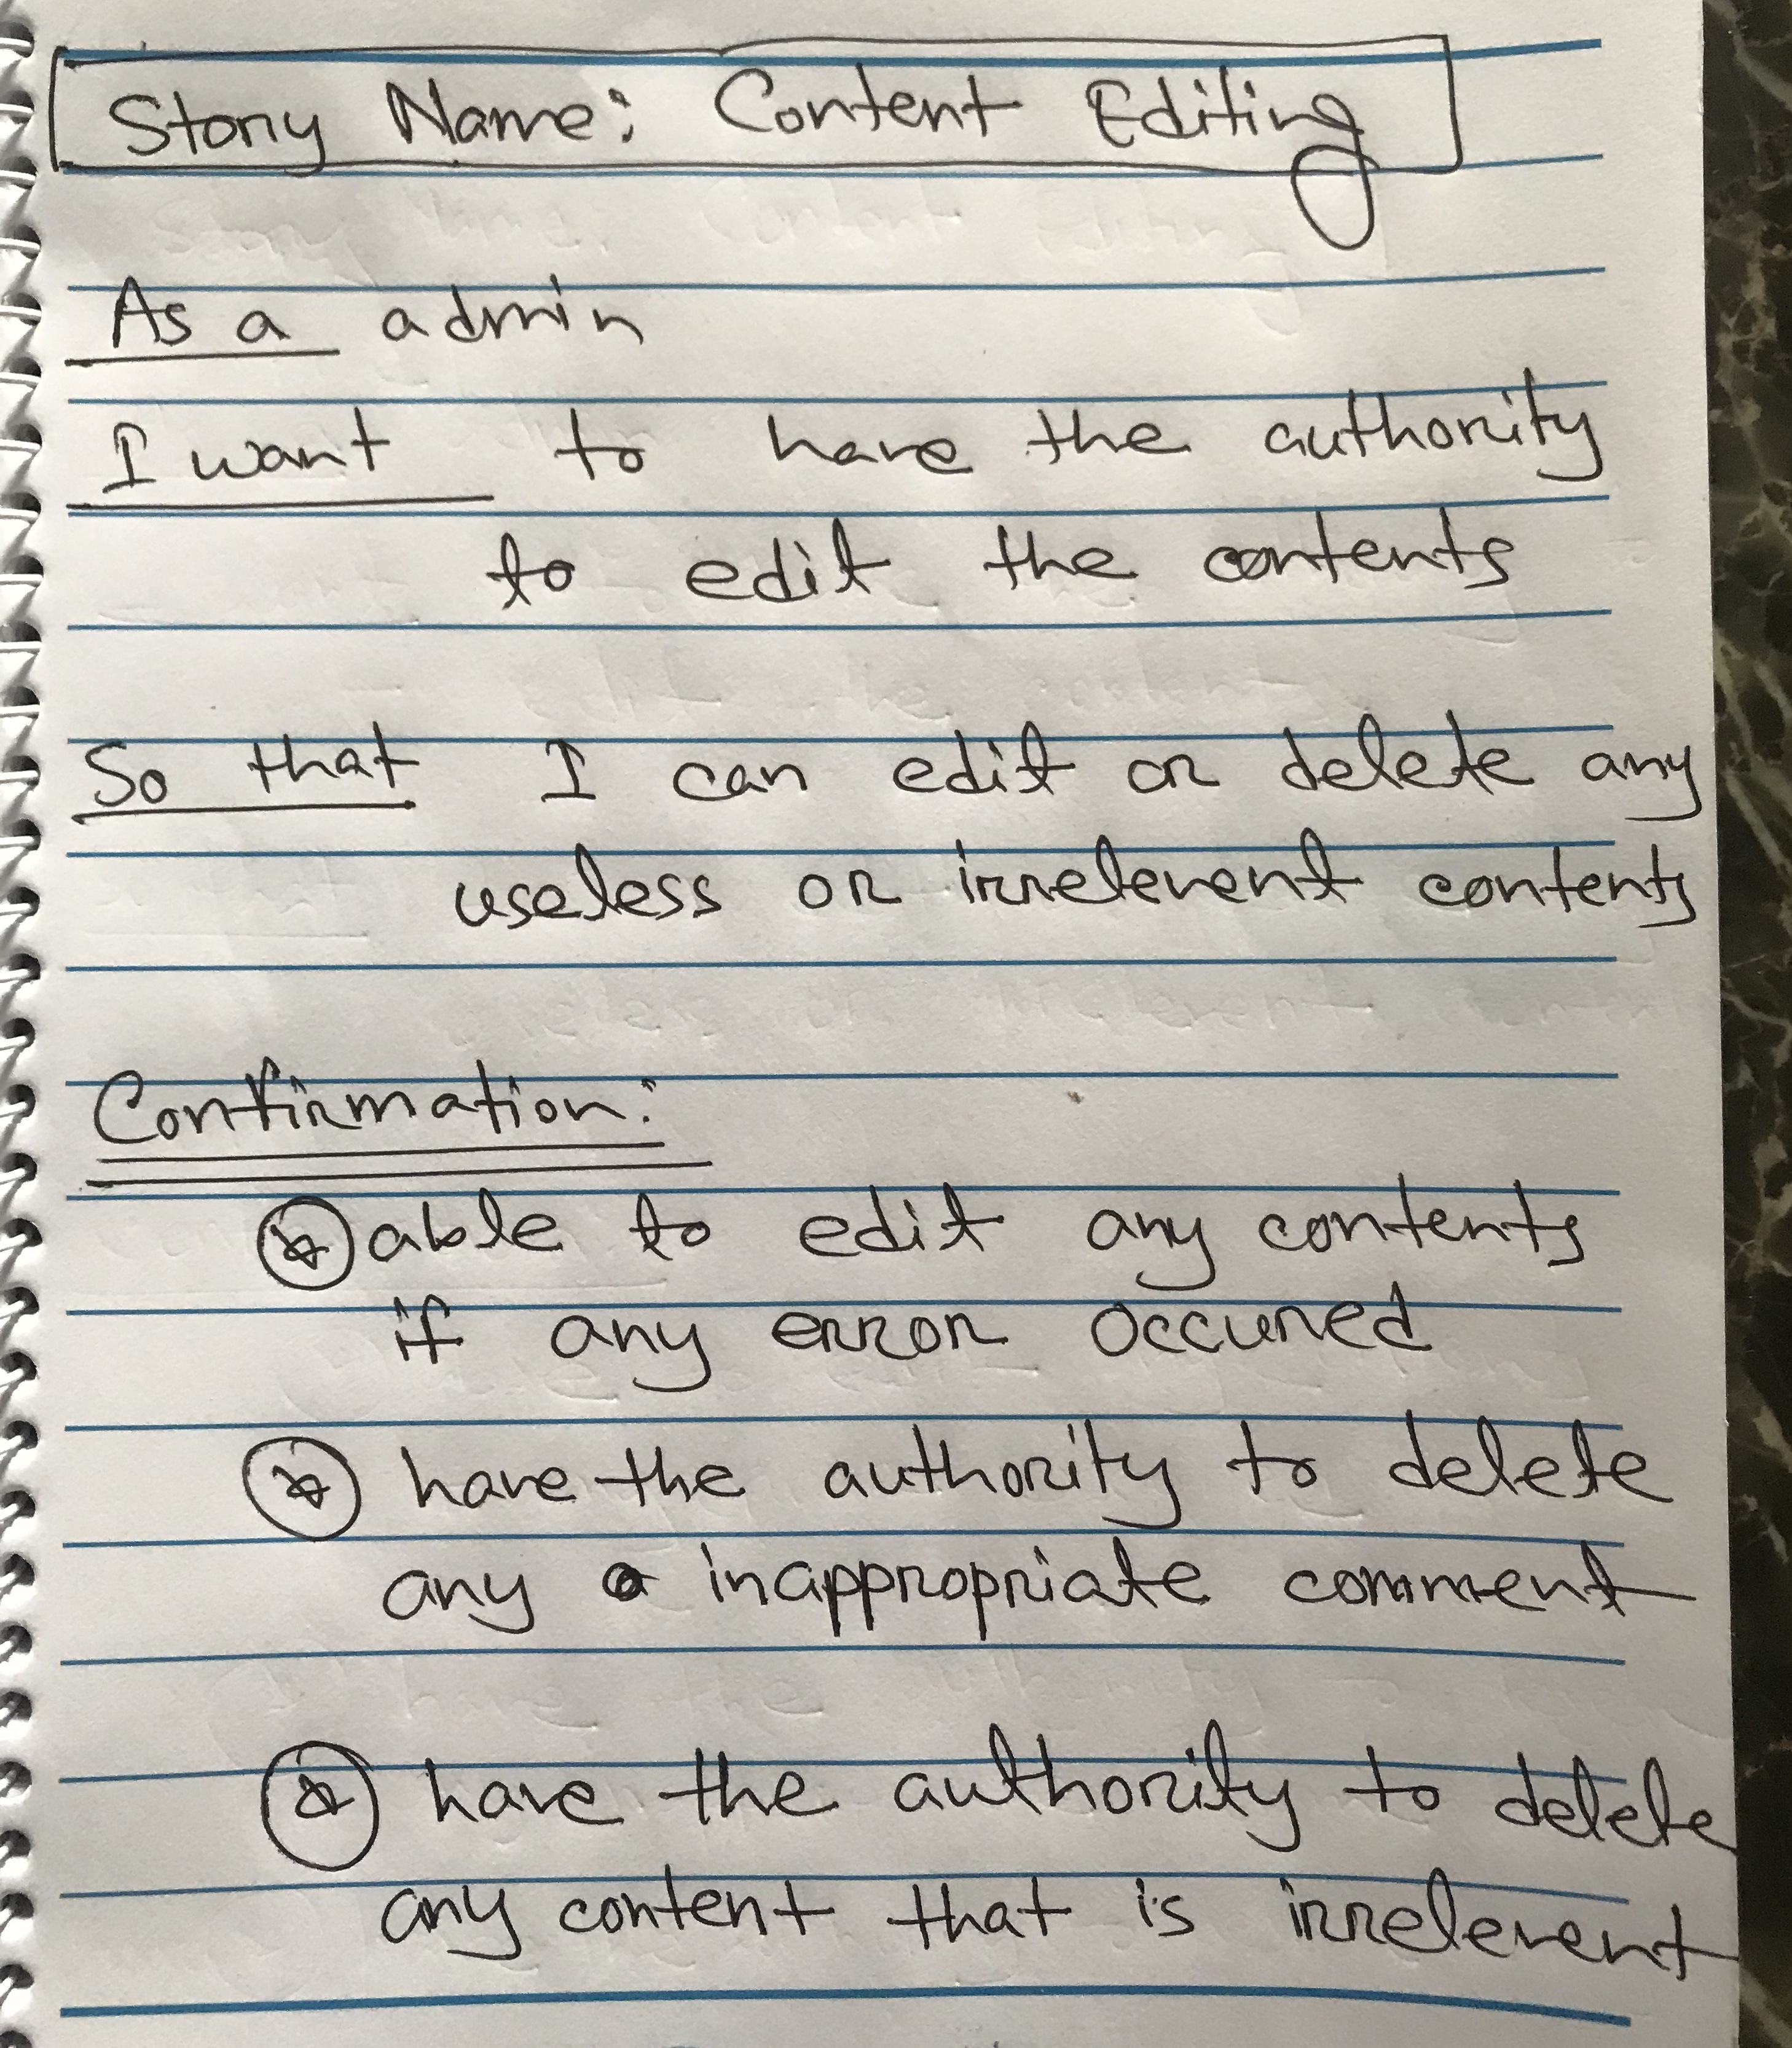 Story Name: Content Editing
As a admin
I want to have the authority
to edit the contents
So that I can edit or delete any
useless or irrelevent contents
Confirmation:
able to edit any contents
if any error occured
have the authority to delete
any inappropriate comment
have the authority to delete
any content that is irrelevent